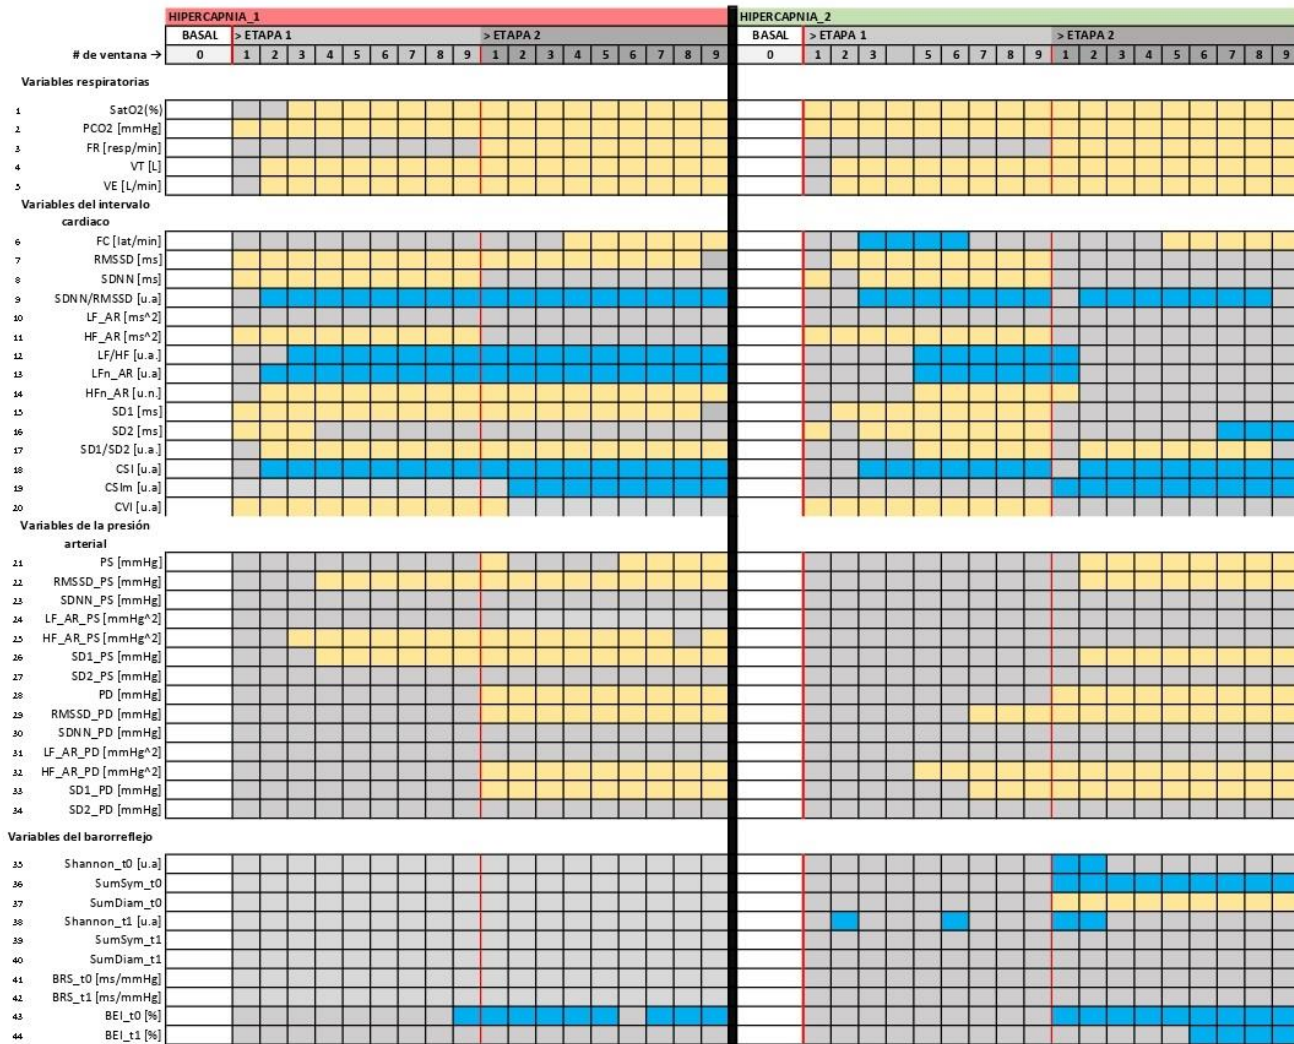 HIPERCAPNIA_1 HIPERCAPNIA_2
BASAL > ETAPA 1 > ETAPA 2 BASAL > ETAPA 1 > ETAPA 2
# de ventana → 0 1 2 3 4 5 6 7 8 9 1 2 3 4 5 6 7 8 9 0 1 2 3 5 6 7 8 9 1 2 3 4 5 6 7 8 9
Variables respiratorias
1 SatO2(%)
2 PCO2 [mmHg]
3 FR [resp/min]
4 VT [L]
5 VE [L/min]
Variables del intervalo
cardiaco
6 FC [lat/min]
7 RMSSD [ms]
8 SDNN [ms]
9 SDNN/RMSSD [u.a]
10 LF_AR [ms^2]
11 HF_AR [ms^2]
12 LF/HF [u.a.]
13 LFn_AR [u.a]
14 HFn_AR [u.n.]
15 SD1 [ms]
16 SD2 [ms]
17 SD1/SD2 [u.a.]
18 CSI [u.a]
19 CSIm [u.a]
20 CVI [u.a]
Variables de la presión
arterial
21 PS [mmHg]
22 RMSSD_PS [mmHg]
23 SDNN_PS [mmHg]
24 LF_AR_PS [mmHg^2]
25 HF_AR_PS [mmHg^2]
26 SD1_PS [mmHg]
27 SD2_PS [mmHg]
28 PD [mmHg]
29 RMSSD_PD [mmHg]
30 SDNN_PD [mmHg]
31 LF_AR_PD [mmHg^2]
32 HF_AR_PD [mmHg^2]
33 SD1_PD [mmHg]
34 SD2_PD [mmHg]
Variables del barorreflejo
35 Shannon_t0 [u.a]
36 SumSym_t0
37 SumDiam_t0
38 Shannon_t1 [u.a]
39 SumSym_t1
40 SumDiam_t1
41 BRS_t0 [ms/mmHg]
42 BRS_t1 [ms/mmHg]
43 BEI_t0 [%]
44 BEI_t1 [%]